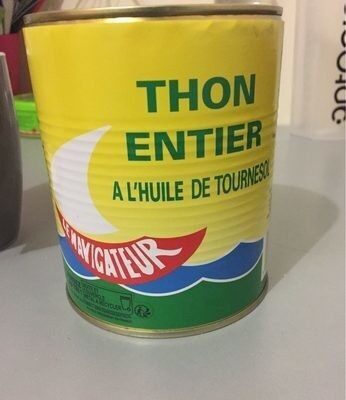 THON
ENTIER
A L'HUILE DE TOURNESOL
LE NAVIGATEUR